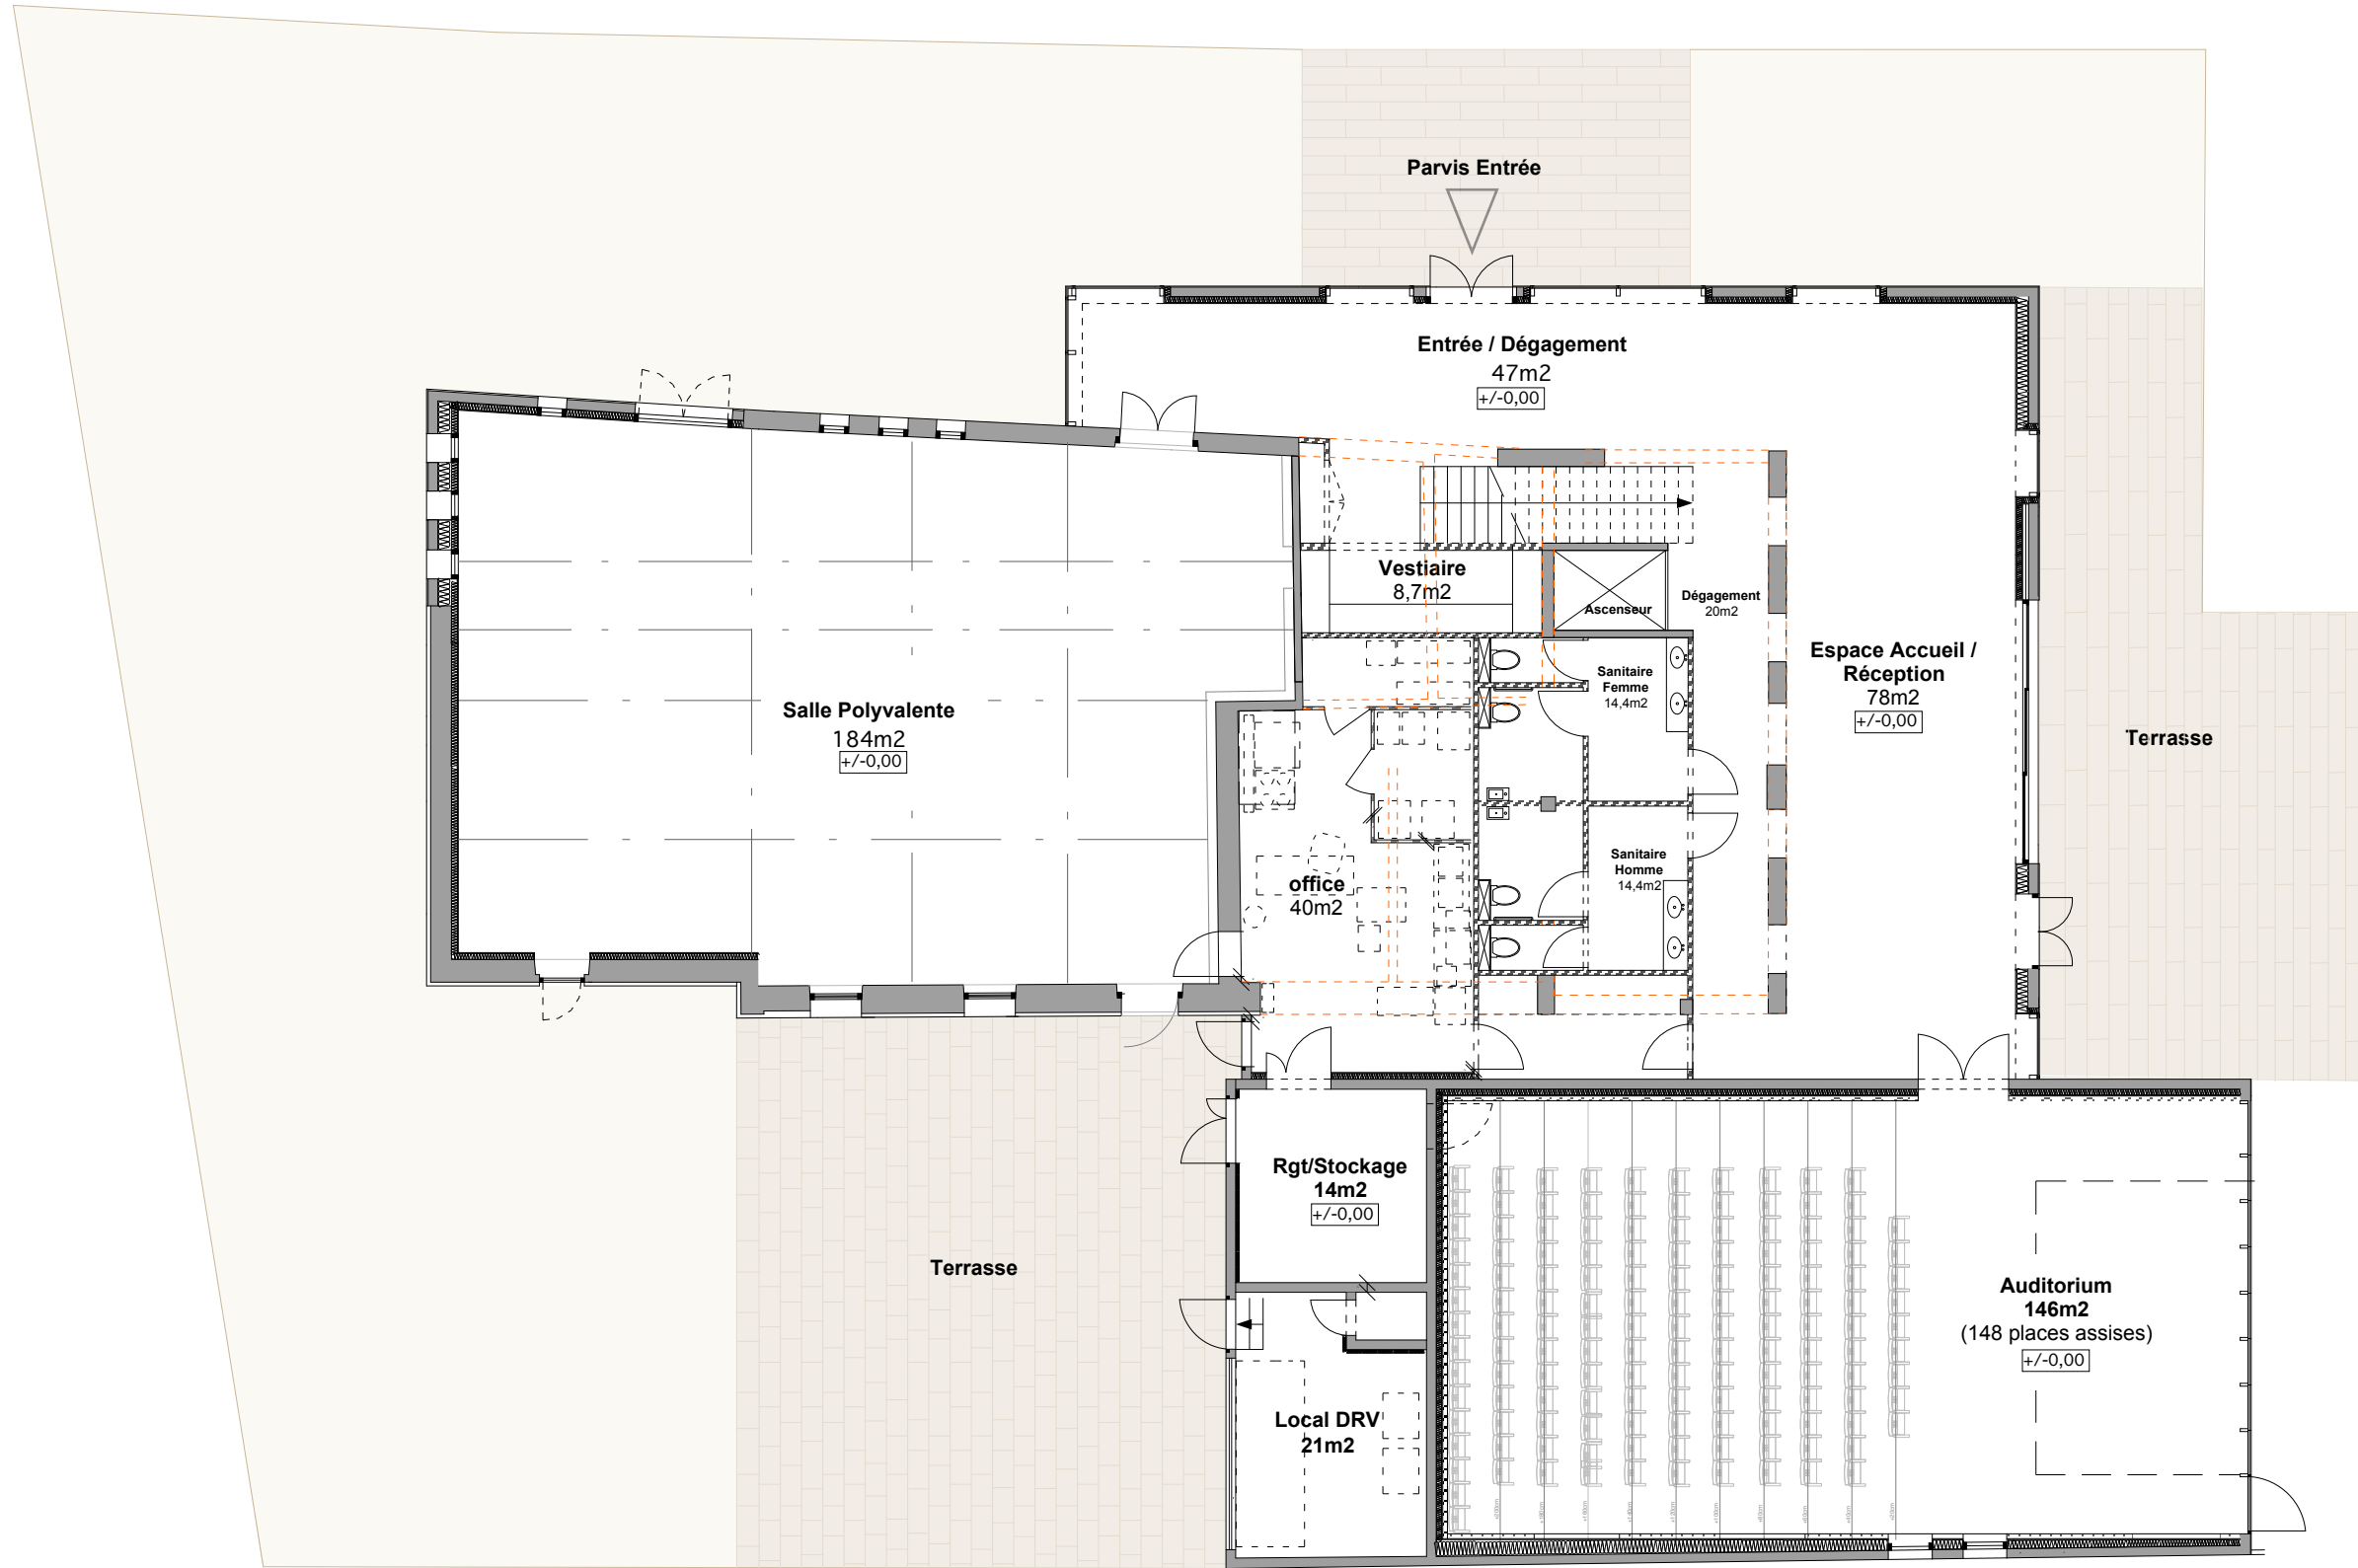 Parvis Entrée
Entrée / Dégagement
47m2
+/-0,00
Vestiaire
8,7m2
Ascenseur
Dégagement
20m2
Sanitaire
Femme
14,4m2
Espace Accueil /
Réception
78m2
+/-0,00
Terrasse
Salle Polyvalente
184m2
+/-0,00
office
40m2
Sanitaire
Homme
14,4m2
Rgt/Stockage
14m2
+/-0,00
Terrasse
Auditorium
146m2
(148 places assises)
+/-0,00
Local DRV
21m2